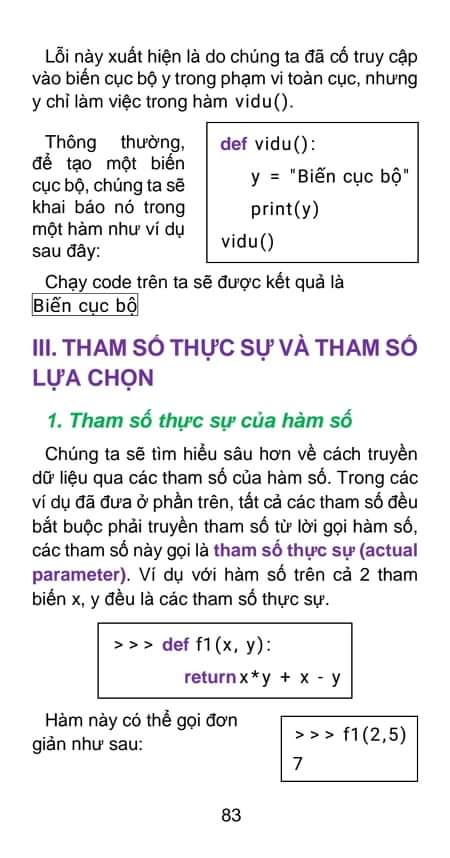 Lỗi này xuất hiện là do chúng ta đã cố truy cập
vào biến cục bộ y trong phạm vi toàn cục, nhưng
y chỉ làm việc trong hàm vidu().
Thông thường,
để tạo một biến
cục bộ, chúng ta sẽ
khai báo nó trong
một hàm như ví dụ
sau đây:
def vidu():
y = "Biến cục bộ"
print(y)
vidu()
Chạy code trên ta sẽ được kết quả là
Biến cục bộ
III. THAM SỐ THỰC SỰ VÀ THAM SỐ
LỰA CHỌN
1. Tham số thực sự của hàm số
Chúng ta sẽ tìm hiểu sâu hơn về cách truyền
dữ liệu qua các tham số của hàm số. Trong các
ví dụ đã đưa ở phần trên, tất cả các tham số đều
bắt buộc phải truyền tham số từ lời gọi hàm số,
các tham số này gọi là tham số thực sự (actual
parameter). Ví dụ với hàm số trên cả 2 tham
biến x, y đều là các tham số thực sự.
>>> def f1(x, y):
return x*y + x - y
Hàm này có thể gọi đơn
giản như sau:
>>> f1(2,5)
7
83